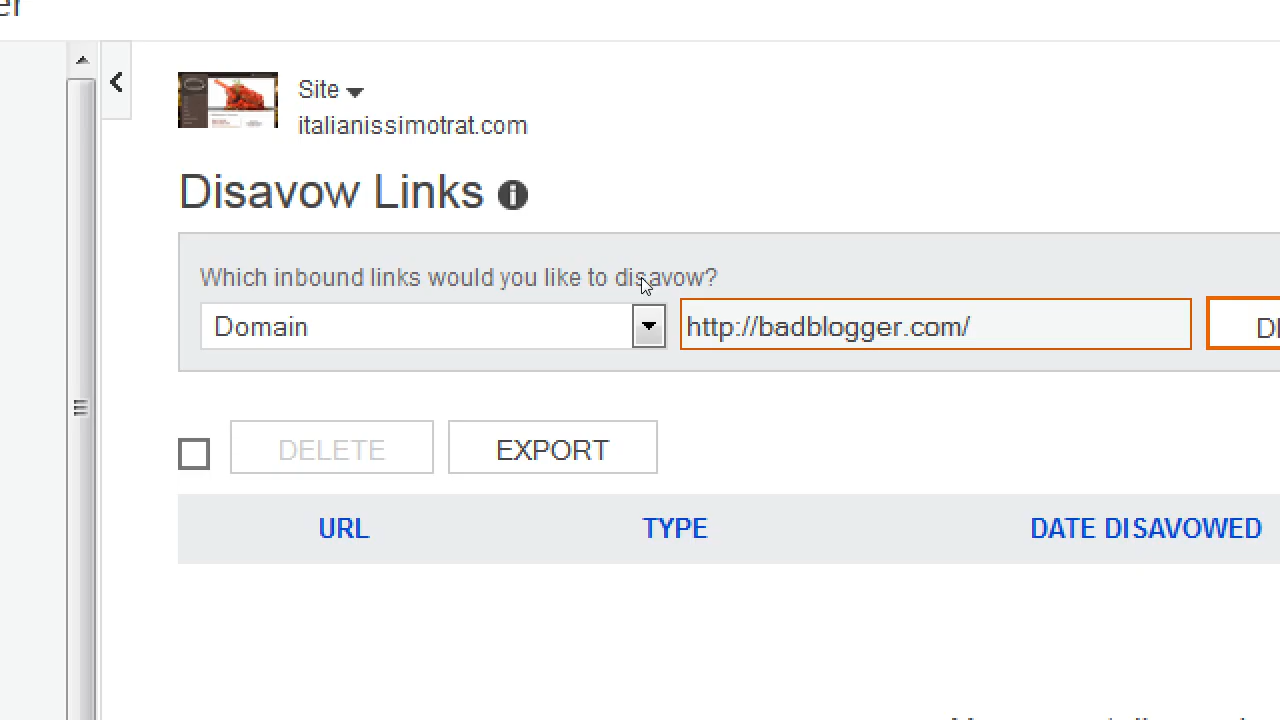 er
Site
italianissimotrat.com
Disavow Links
Which inbound links would you like to disavow?
Domain http://badblogger.com/
DELETE EXPORT
URL TYPE DATE DISAVOWED